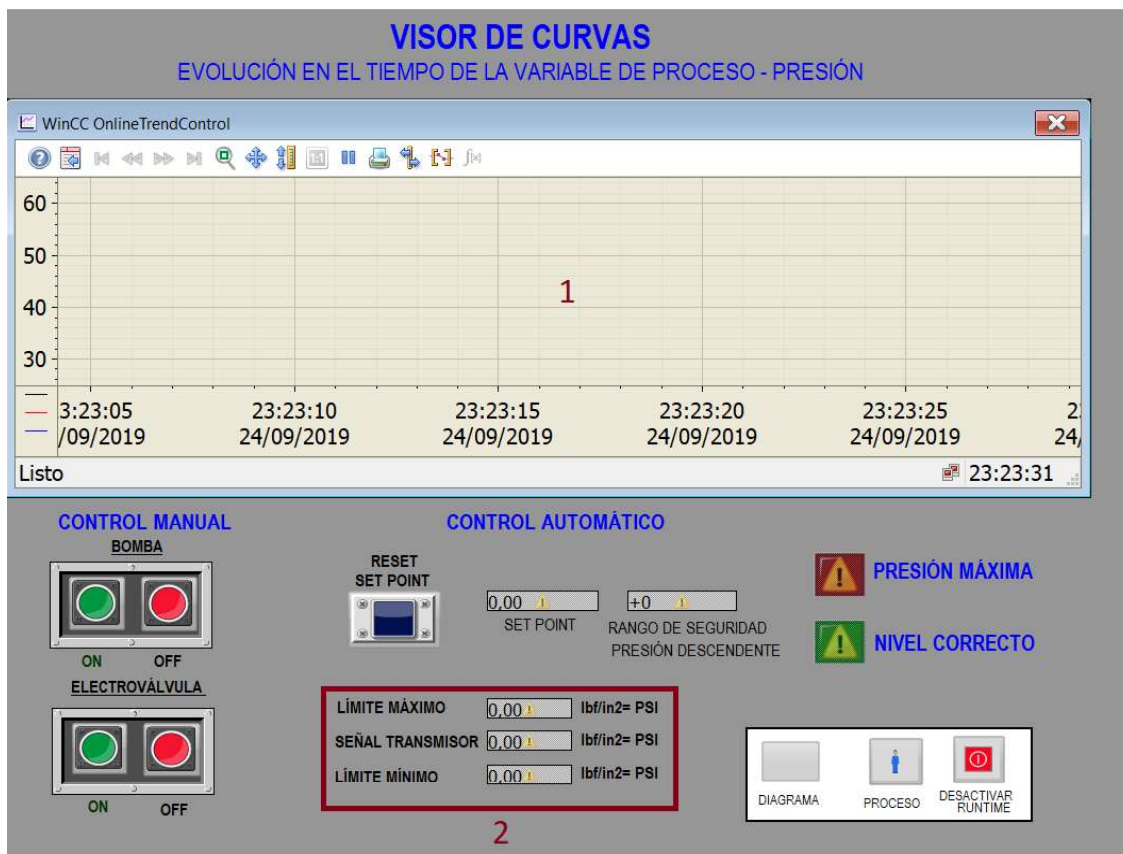 VISOR DE CURVAS
EVOLUCIÓN EN EL TIEMPO DE LA VARIABLE DE PROCESO - PRESIÓN
WinCC OnlineTrendControl
60
50
1
40
30
3:23:05 23:23:10 23:23:15 23:23:20 23:23:25 2
/09/2019 24/09/2019 24/09/2019 24/09/2019 24/09/2019 24/
Listo 23:23:31
CONTROL MANUAL CONTROL AUTOMÁTICO
BOMBA
RESET
SET POINT
PRESIÓN MÁXIMA
0,00 +0
SET POINT RANGO DE SEGURIDAD
PRESIÓN DESCENDENTE
NIVEL CORRECTO
ON OFF
ELECTROVÁLVULA
LÍMITE MÁXIMO 0,00 lbf/in2= PSI
SEÑAL TRANSMISOR 0,00 lbf/in2= PSI
LÍMITE MÍNIMO 0,00 lbf/in2= PSI
ON OFF
DIAGRAMA PROCESO DESACTIVAR
RUNTIME
2